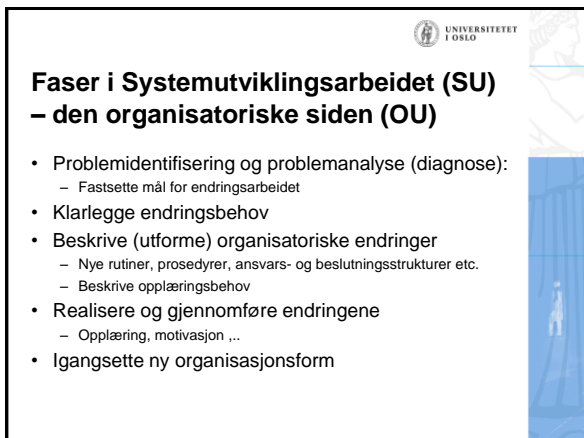 UNIVERSITETET
I OSLO
Faser i Systemutviklingsarbeidet (SU)
– den organisatoriske siden (OU)
• Problemidentifisering og problemanalyse (diagnose):
– Fastsette mål for endringsarbeidet
• Klarlegge endringsbehov
• Beskrive (utforme) organisatoriske endringer
– Nye rutiner, prosedyrer, ansvars- og beslutningsstrukturer etc.
– Beskrive opplæringsbehov
• Realisere og gjennomføre endringene
– Opplæring, motivasjon ,..
• Igangsette ny organisasjonsform